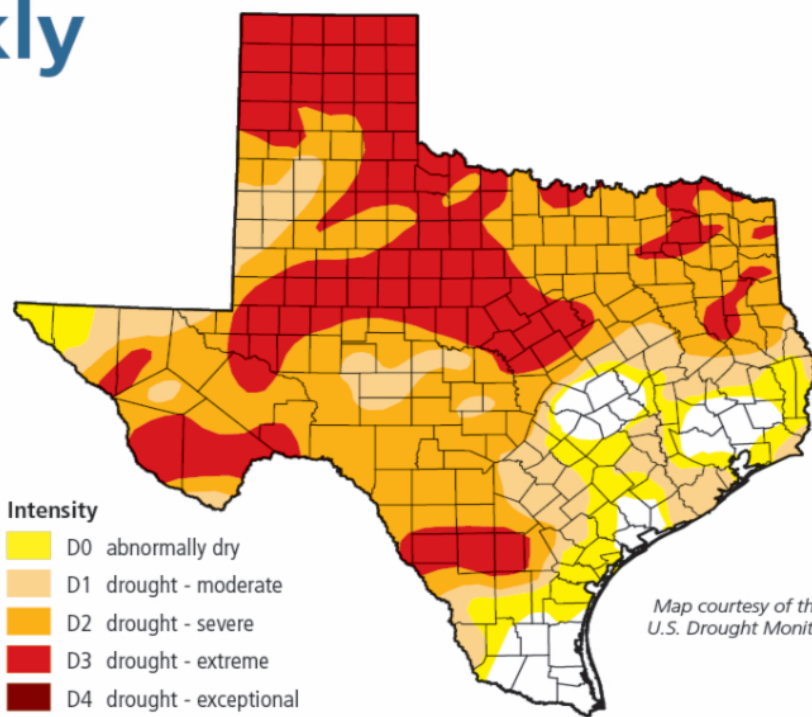 Intensity
D0 abnormally dry
D1 drought - moderate
D2 drought - severe
D3 drought - extreme
D4 drought - exceptional
Map courtesy of th
U.S. Drought Monit